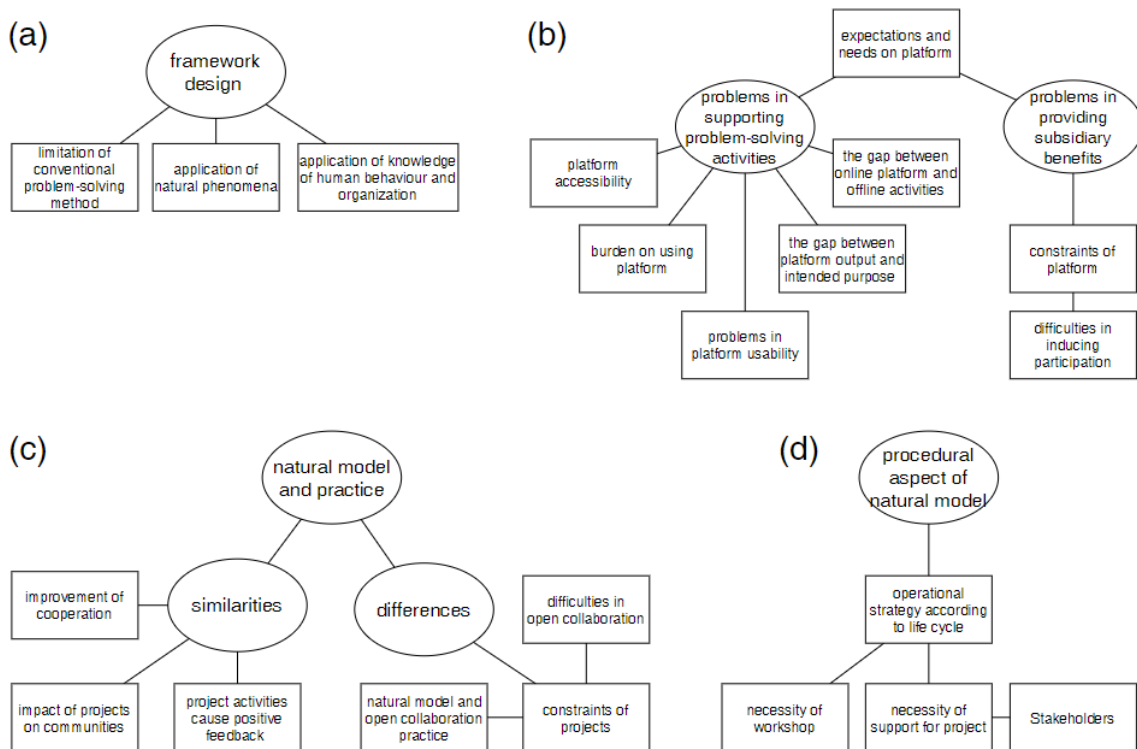 (a)
framework
design
limitation of
conventional
problem-solving
method
application of
natural phenomena
application of knowledge
of human behaviour and
organization
(b)
expectations and
needs on platform
problems in
supporting
problem-solving
activities
problems in
providing
subsidiary
benefits
platform
accessibility
the gap between
online platform and
offline activities
burden on using
platform
the gap between
platform output and
intended purpose
constraints of
platform
problems in
platform usability
difficulties in
inducing
participation
(c)
natural model
and practice
improvement of
cooperation
similarities
differences
difficulties in
open collaboration
impact of projects
on communities
project activities
cause positive
feedback
natural model and
open collaboration
practice
constraints of
projects
(d)
procedural
aspect of
natural model
operational
strategy according
to life cycle
necessity of
workshop
necessity of
support for project
Stakeholders